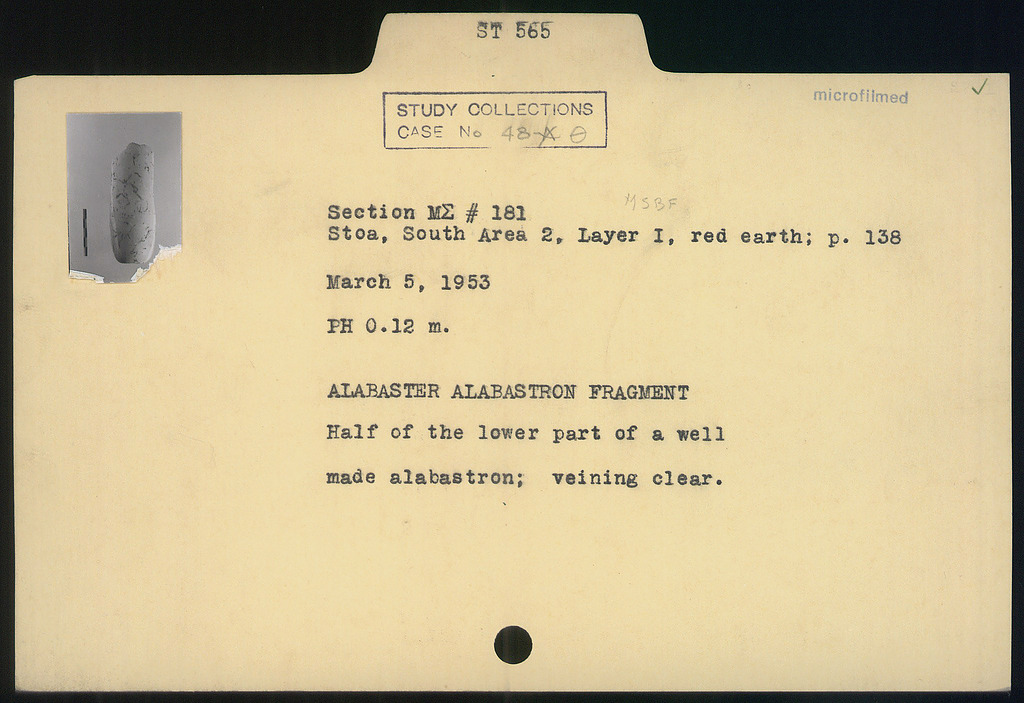 ST 565
microfilmed
STUDY COLLECTIONS
CASE No 48
MSBF
Section ΜΣ # 181
Stoa, South Area 2, Layer I, red earth; p. 138
March 5, 1953
PH 0.12 m.
ALABASTER ALABASTRON FRAGMENT
Half of the lower part of a well
made alabastron; veining clear.